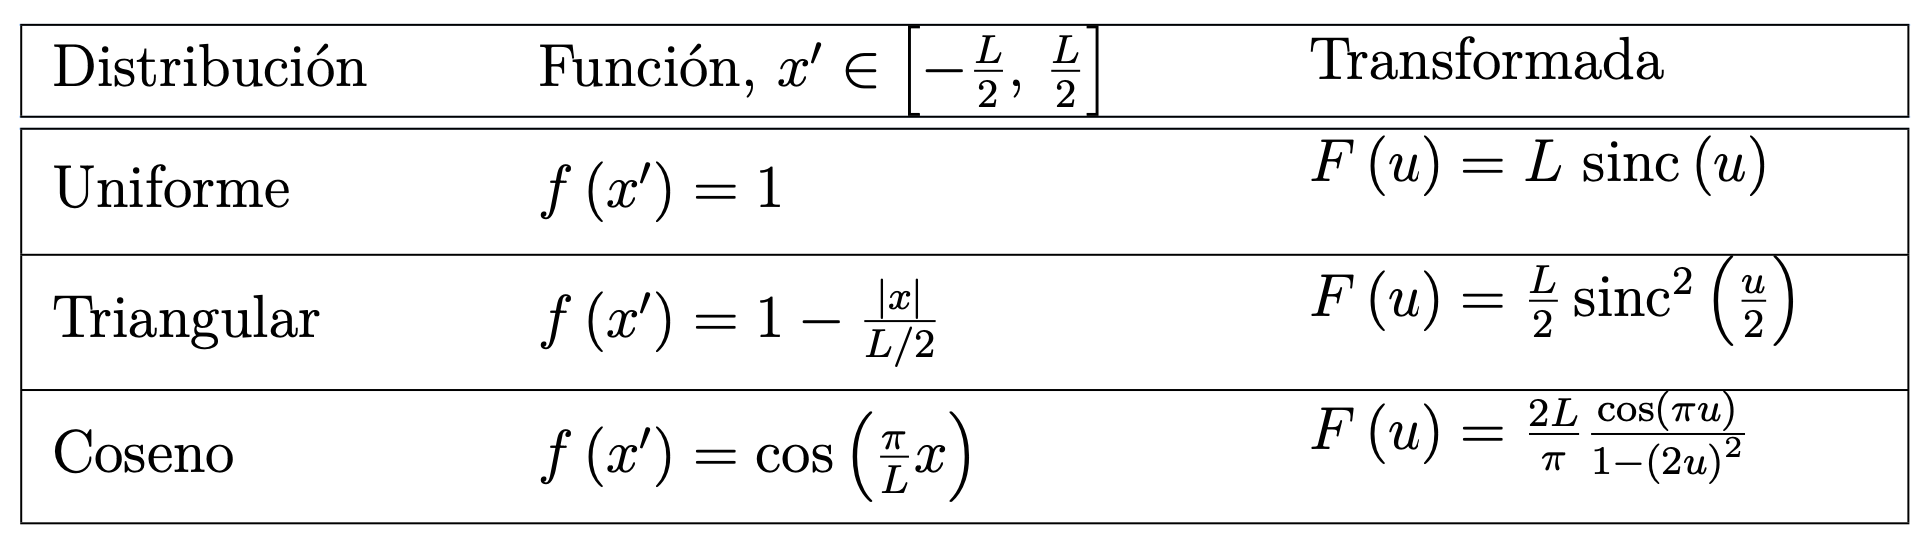 Distribución Función, x′ ∈ [−L/2, L/2] Transformada
Uniforme f (x′) = 1 F (u) = L sinc (u)
Triangular f (x′) = 1 − |x|/(L/2) F (u) = L/2 sinc² (u/2)
Coseno f (x′) = cos (π/L x) F (u) = 2L/π cos(πu)/(1−(2u)²)